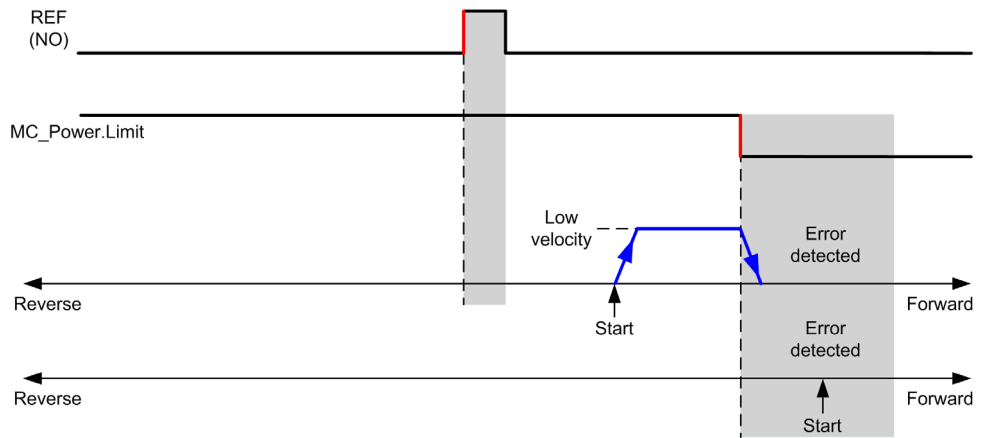 REF
(NO)
MC_Power.Limit
Low
velocity
Error
detected
Reverse
Forward
Start
Error
detected
Reverse
Forward
Start